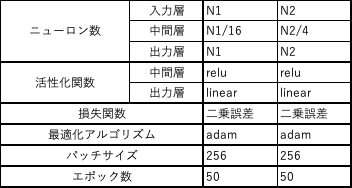 入力層 N1 N2
ニューロン数 中間層 N1/16 N2/4
出力層 N1 N2
活性化関数 中間層 relu relu
出力層 linear linear
損失関数 二乗誤差 二乗誤差
最適化アルゴリズム adam adam
バッチサイズ 256 256
エポック数 50 50